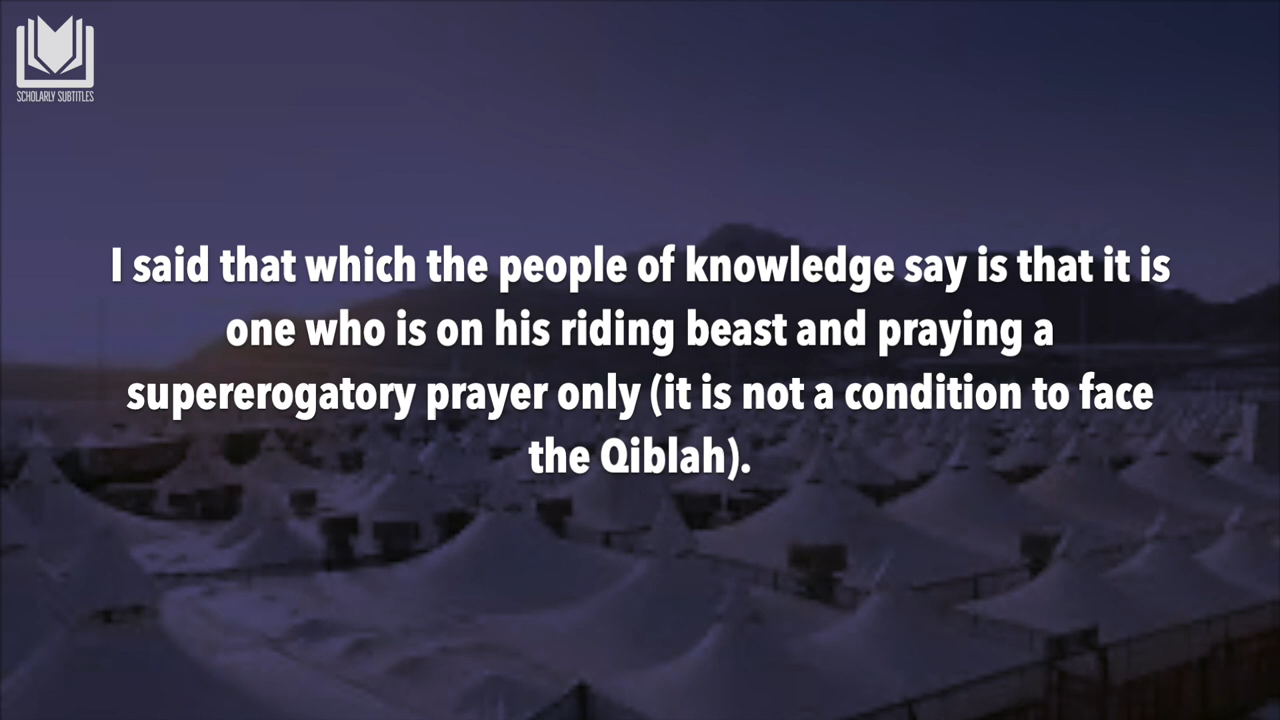 SCHOLARLY SUBTITLES
I said that which the people of knowledge say is that it is
one who is on his riding beast and praying a
supererogatory prayer only (it is not a condition to face
the Qiblah).